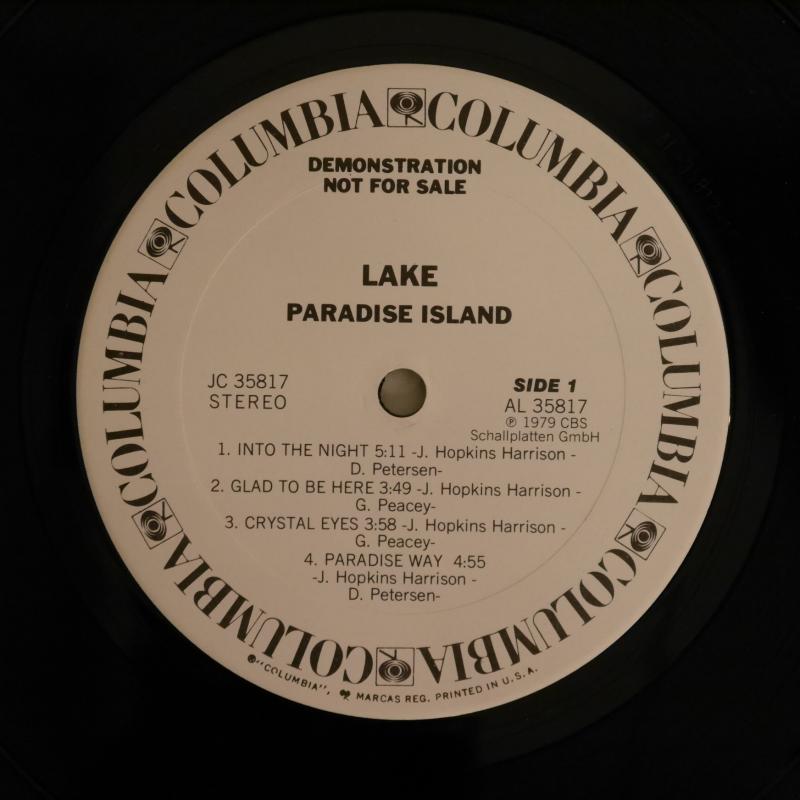 COLUMBIA COLUMBIA COLUMBIA COLUMBIA COLUMBIA COLUMBIA COLUMBIA
DEMONSTRATION
NOT FOR SALE
LAKE
PARADISE ISLAND
JC 35817
STEREO
SIDE 1
AL 35817
℗ 1979 CBS
Schallplatten GmbH
1. INTO THE NIGHT 5:11 -J. Hopkins Harrison -
D. Petersen-
2. GLAD TO BE HERE 3:49 -J. Hopkins Harrison -
G. Peacey-
3. CRYSTAL EYES 3:58 -J. Hopkins Harrison -
G. Peacey-
4. PARADISE WAY 4:55
-J. Hopkins Harrison -
D. Petersen-
"COLUMBIA", MARCAS REG. PRINTED IN U.S.A.